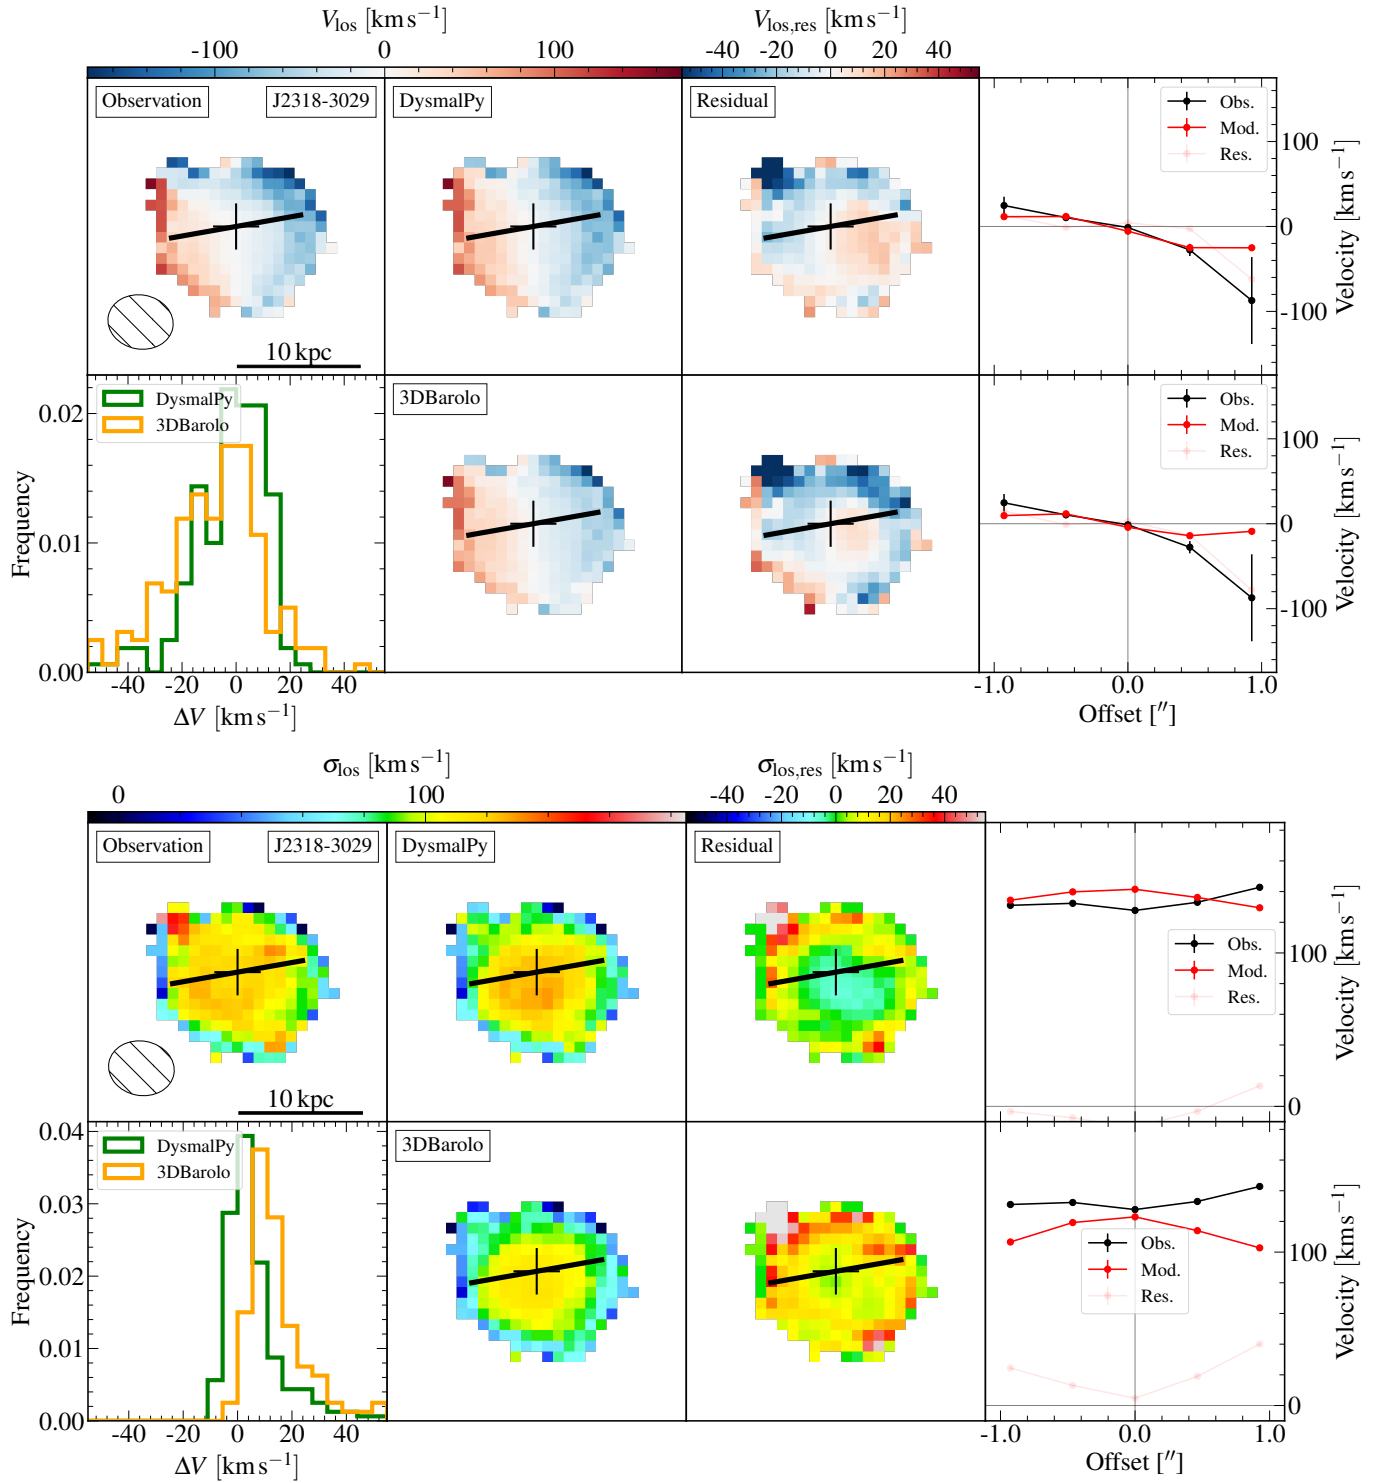 V_los [km s⁻¹]
V_los,res [km s⁻¹]
-100 0 100
-40 -20 0 20 40
Observation J2318-3029 DysmalPy Residual
Obs.
Mod.
Res.
100
0
-100
Velocity [km s⁻¹]
10 kpc
DysmalPy
3DBarolo
0.02
0.01
0.00
Frequency
-40 -20 0 20 40
ΔV [km s⁻¹]
3DBarolo
Obs.
Mod.
Res.
100
0
-100
Velocity [km s⁻¹]
-1.0 0.0 1.0
Offset ['']
σ_los [km s⁻¹]
σ_los,res [km s⁻¹]
0 100
-40 -20 0 20 40
Observation J2318-3029 DysmalPy Residual
Obs.
Mod.
Res.
100
0
Velocity [km s⁻¹]
10 kpc
DysmalPy
3DBarolo
0.04
0.03
0.02
0.01
0.00
Frequency
-40 -20 0 20 40
ΔV [km s⁻¹]
3DBarolo
Obs.
Mod.
Res.
100
0
Velocity [km s⁻¹]
-1.0 0.0 1.0
Offset ['']